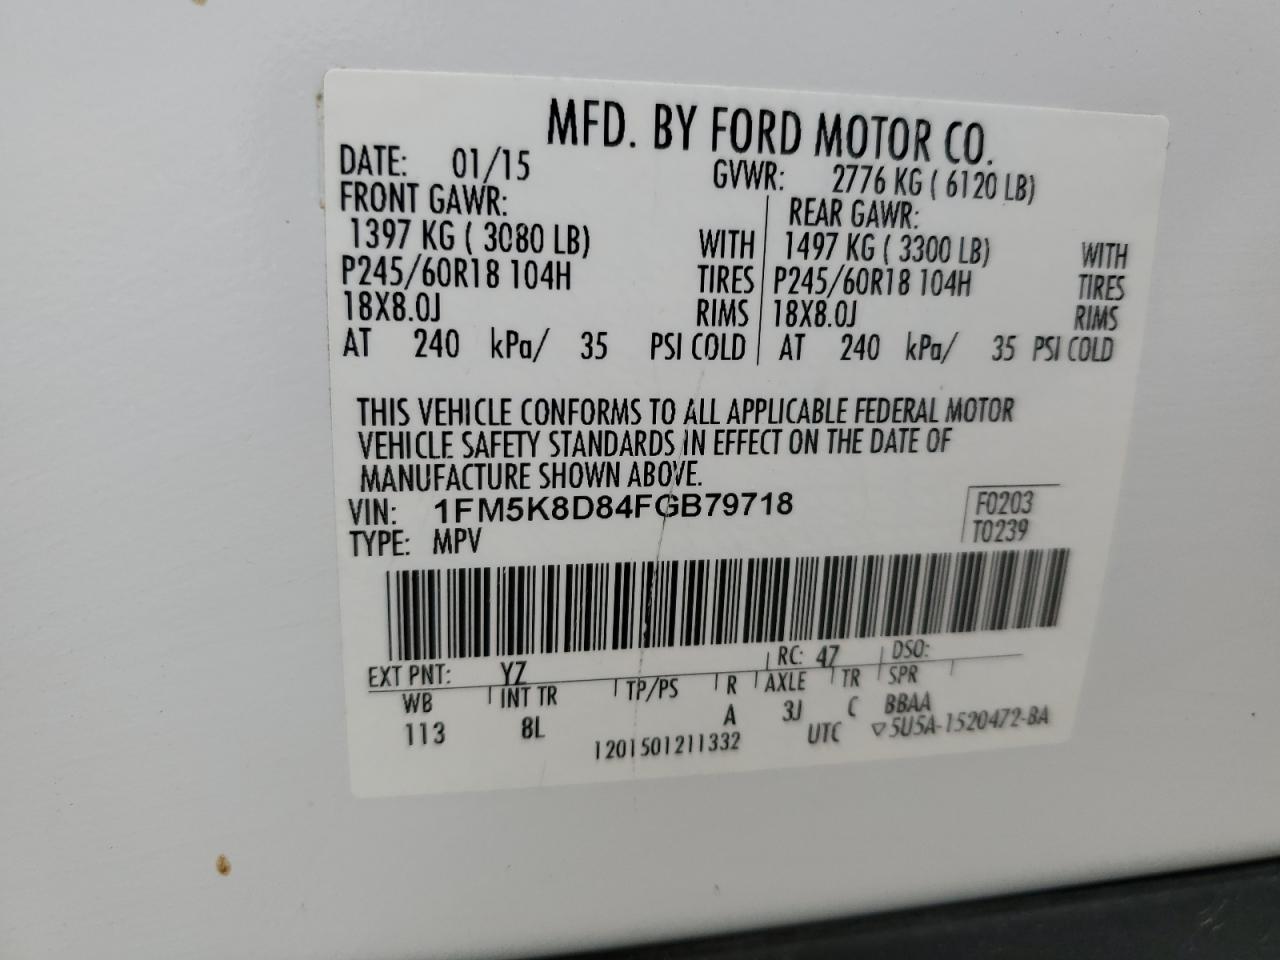 MFD. BY FORD MOTOR CO.
DATE: 01/15 GVWR: 2776 KG ( 6120 LB)
FRONT GAWR: REAR GAWR:
1397 KG ( 3080 LB) WITH 1497 KG ( 3300 LB) WITH
P245/60R18 104H TIRES P245/60R18 104H TIRES
18X8.0J RIMS 18X8.0J RIMS
AT 240 kPa/ 35 PSI COLD AT 240 kPa/ 35 PSI COLD
THIS VEHICLE CONFORMS TO ALL APPLICABLE FEDERAL MOTOR
VEHICLE SAFETY STANDARDS IN EFFECT ON THE DATE OF
MANUFACTURE SHOWN ABOVE.
VIN: 1FM5K8D84FGB79718 F0203
TYPE: MPV T0239
EXT PNT: YZ RC: 47 DSO:
WB INT TR TP/PS R AXLE TR SPR
113 8L A 3J C BBAA
1201501211332 UTC ▽5U5A-1520472-BA